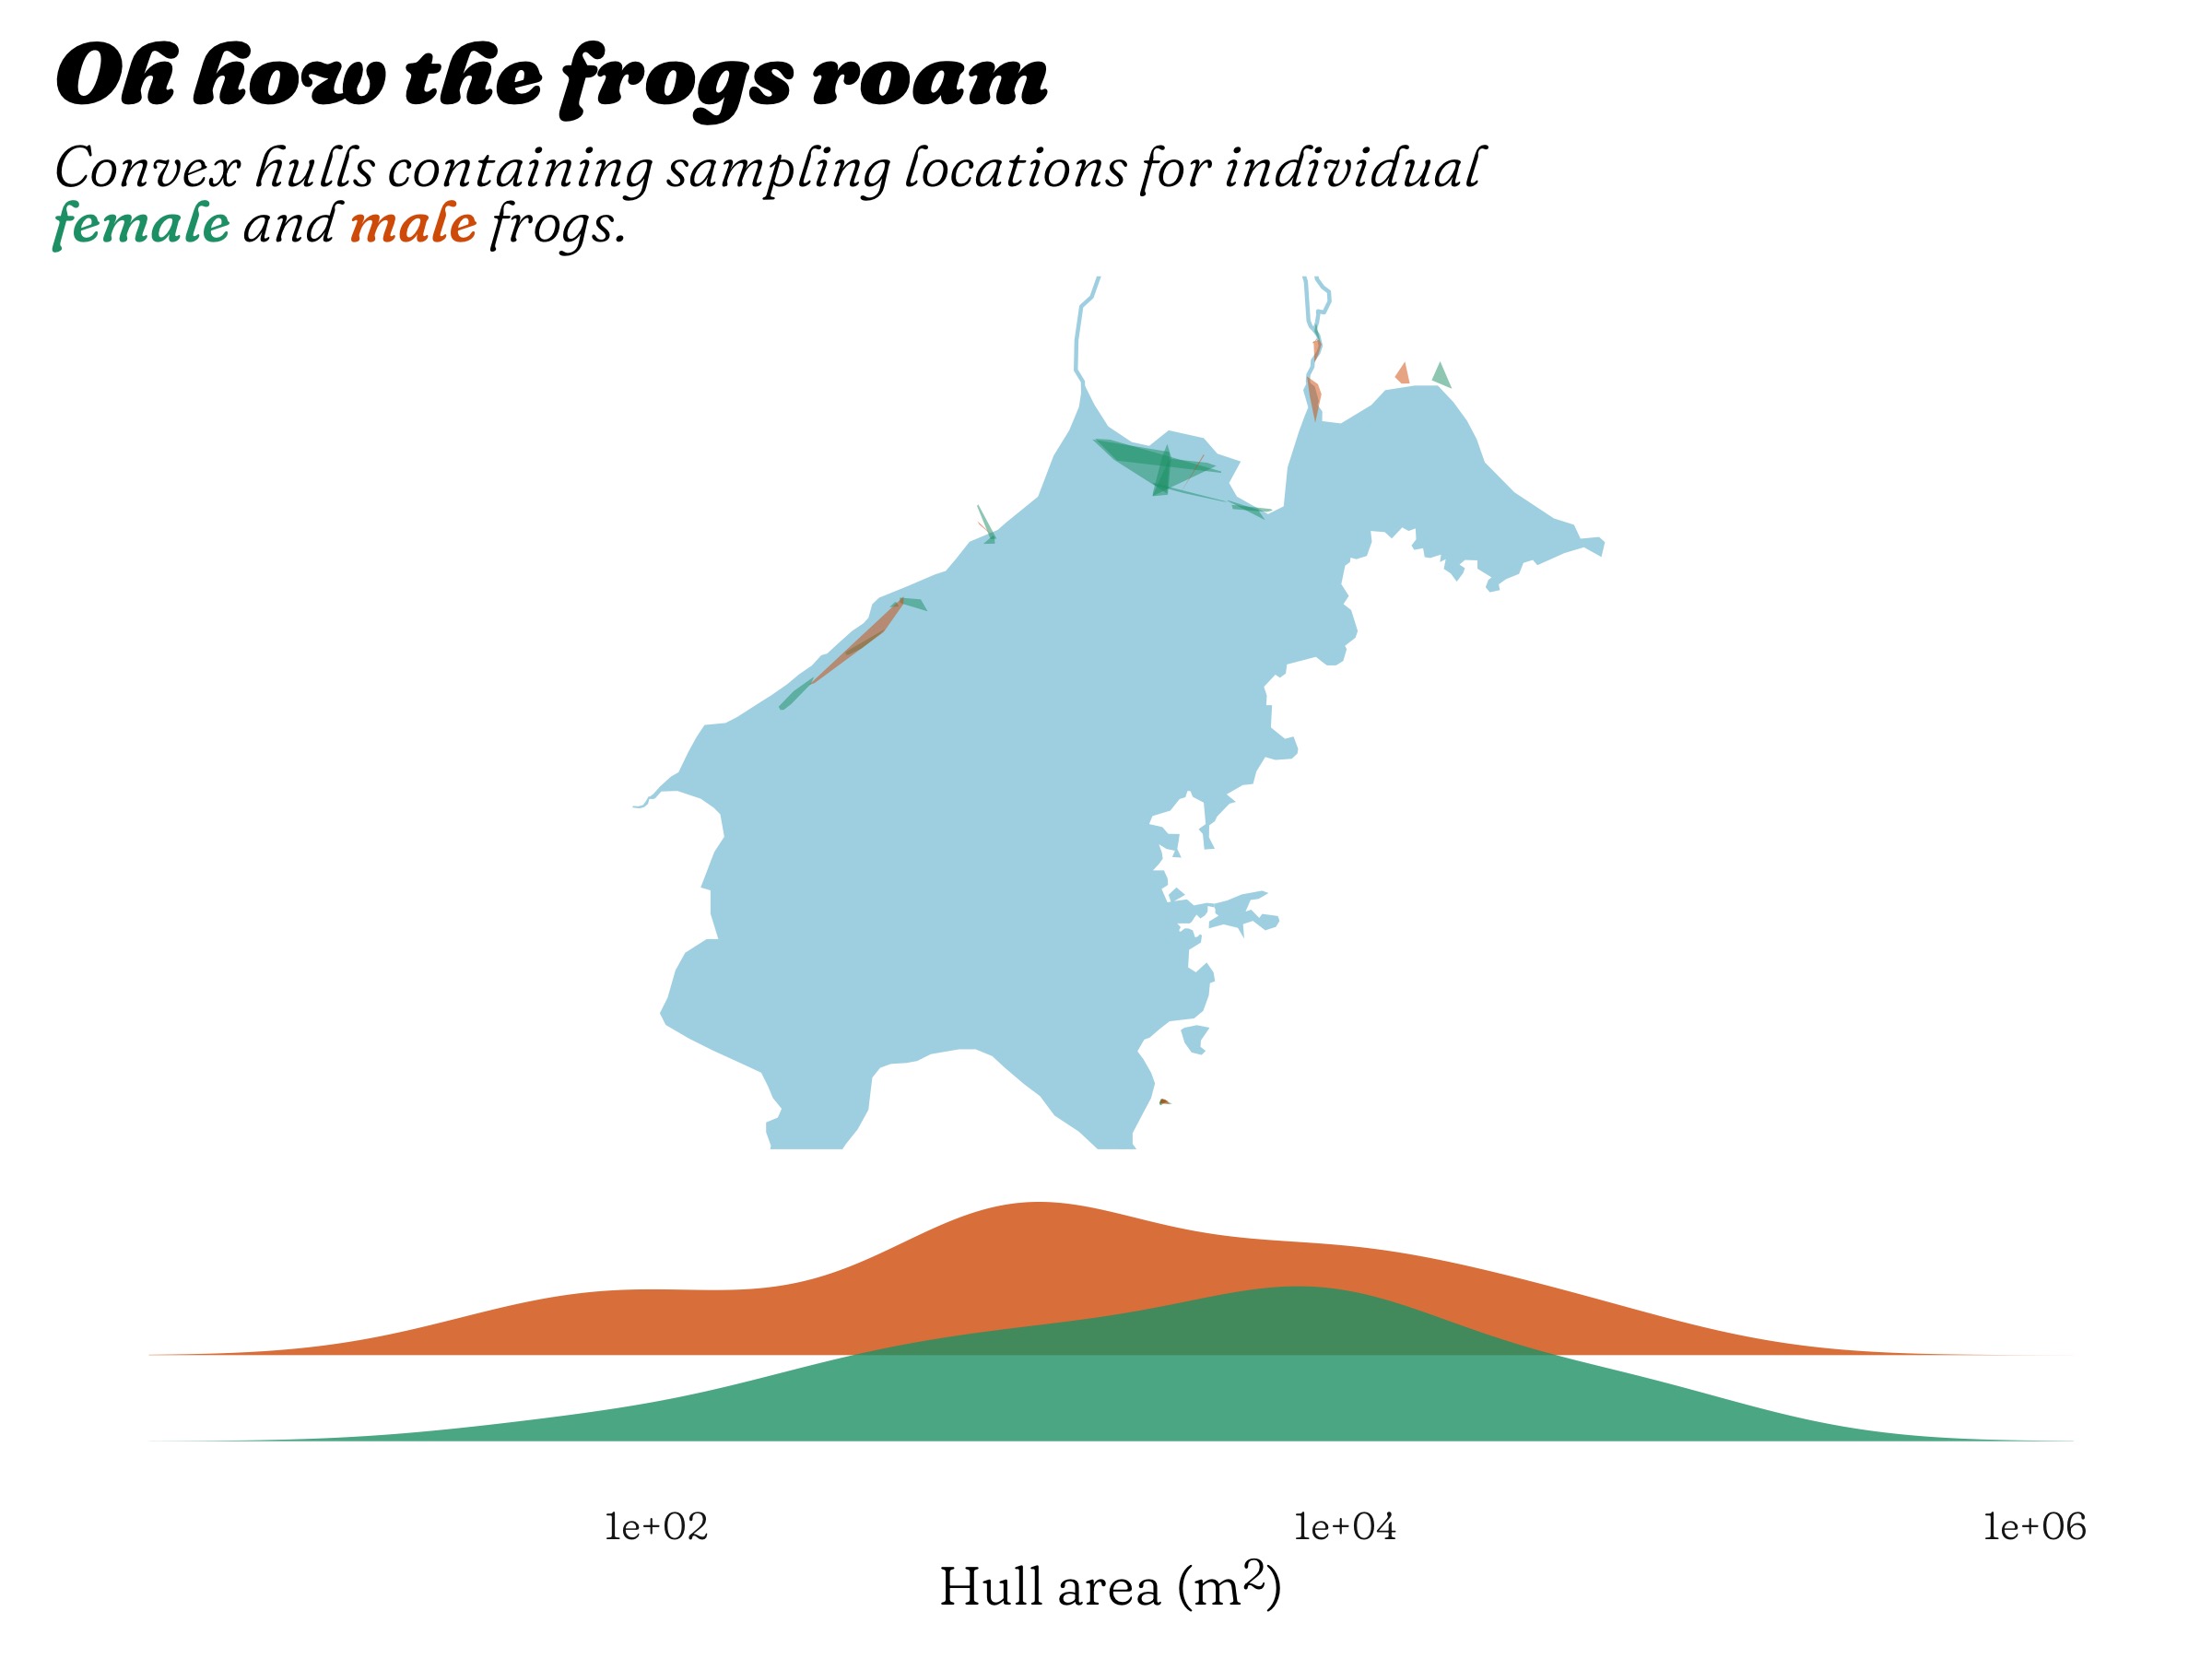 Oh how the frogs roam
Convex hulls containing sampling locations for individual
female and male frogs.
1e+02 1e+04 1e+06
Hull area (m²)